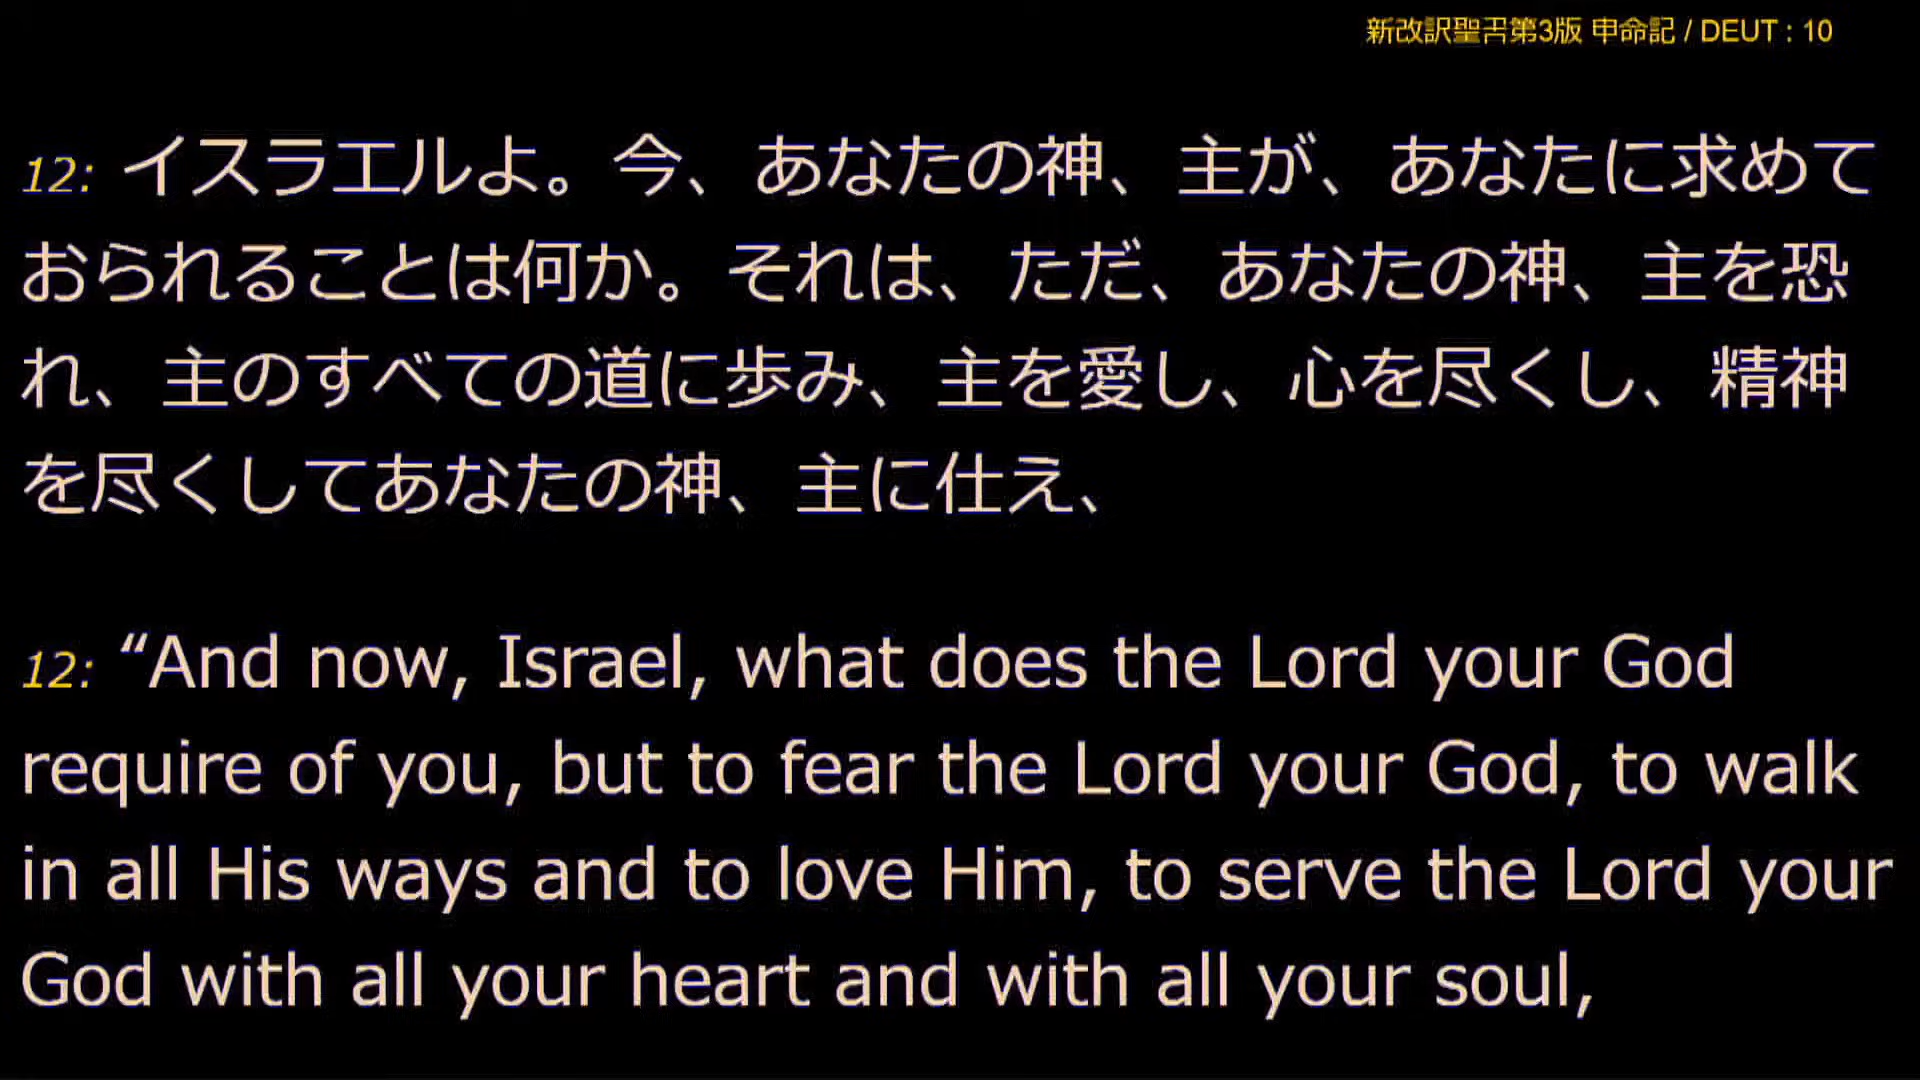 新改訳聖書第3版 申命記 / DEUT : 10
12: イスラエルよ。今、あなたの神、主が、あなたに求めて
おられることは何か。それは、ただ、あなたの神、主を恐
れ、主のすべての道に歩み、主を愛し、心を尽くし、精神
を尽くしてあなたの神、主に仕え、
12: “And now, Israel, what does the Lord your God
require of you, but to fear the Lord your God, to walk
in all His ways and to love Him, to serve the Lord your
God with all your heart and with all your soul,